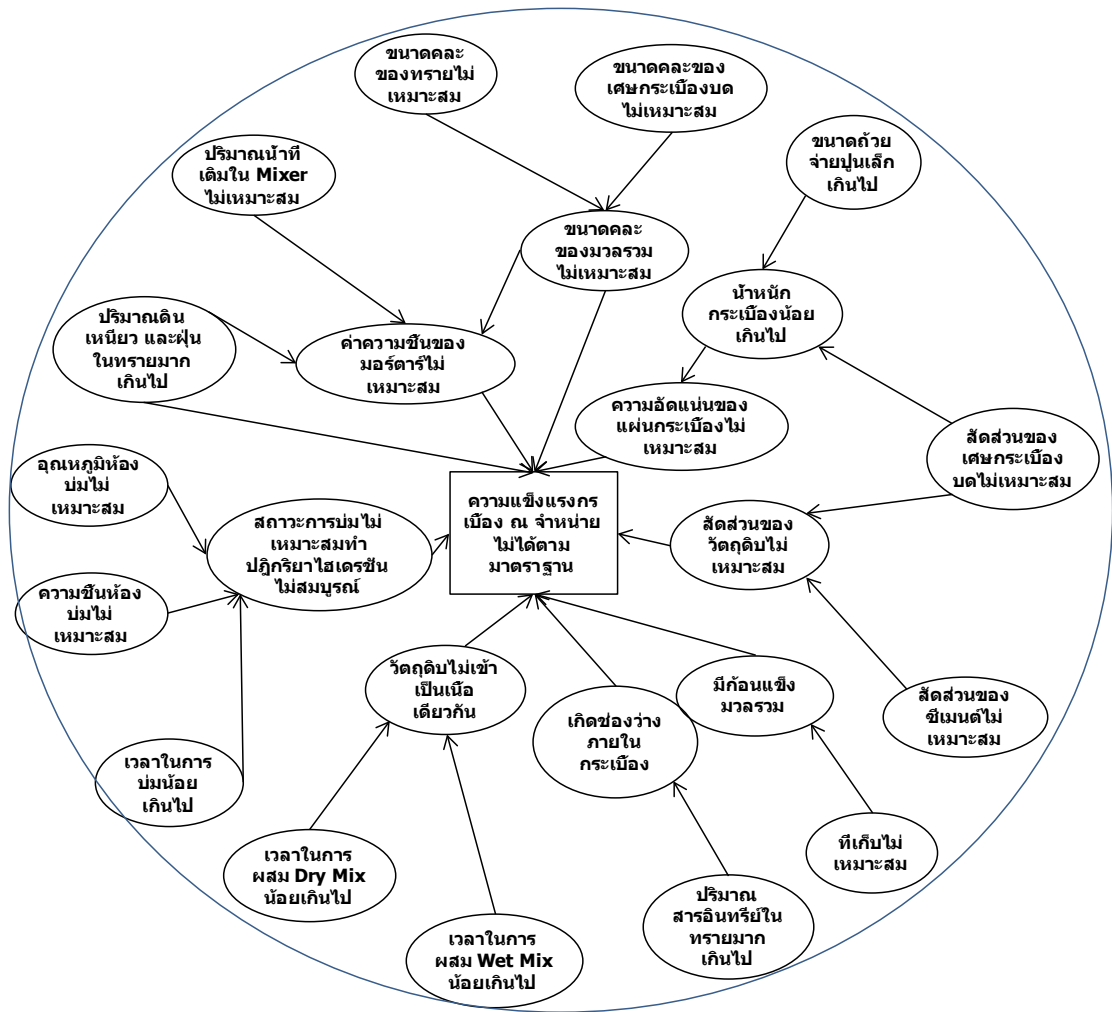 ขนาดคละ
ของทรายไม่
เหมาะสม
ขนาดคละของ
เศษกระเบื้องบด
ไม่เหมาะสม
ขนาดถ้วย
จ่ายปูนเล็ก
เกินไป
ปริมาณน้ำที่
เติมใน Mixer
ไม่เหมาะสม
ขนาดคละ
ของมวลรวม
ไม่เหมาะสม
น้ำหนัก
กระเบื้องน้อย
เกินไป
ปริมาณดิน
เหนียว และฝุ่น
ในทรายมาก
เกินไป
ค่าความชื้นของ
มอร์ตาร์ไม่
เหมาะสม
ความอัดแน่นของ
แผ่นกระเบื้องไม่
เหมาะสม
สัดส่วนของ
เศษกระเบื้อง
บดไม่เหมาะสม
อุณหภูมิห้อง
บ่มไม่
เหมาะสม
สถาวะการบ่มไม่
เหมาะสมทำ
ปฎิกริยาไฮเดรชัน
ไม่สมบูรณ์
ความแข็งแรงกร
เบื้อง ณ จำหน่าย
ไม่ได้ตาม
มาตราฐาน
สัดส่วนของ
วัตถุดิบไม่
เหมาะสม
ความชื้นห้อง
บ่มไม่
เหมาะสม
วัตถุดิบไม่เข้า
เป็นเนื้อ
เดียวกัน
เกิดช่องว่าง
ภายใน
กระเบื้อง
มีก้อนแข็ง
มวลรวม
สัดส่วนของ
ซีเมนต์ไม่
เหมาะสม
เวลาในการ
บ่มน้อย
เกินไป
เวลาในการ
ผสม Dry Mix
น้อยเกินไป
เวลาในการ
ผสม Wet Mix
น้อยเกินไป
ปริมาณ
สารอินทรีย์ใน
ทรายมาก
เกินไป
ที่เก็บไม่
เหมาะสม